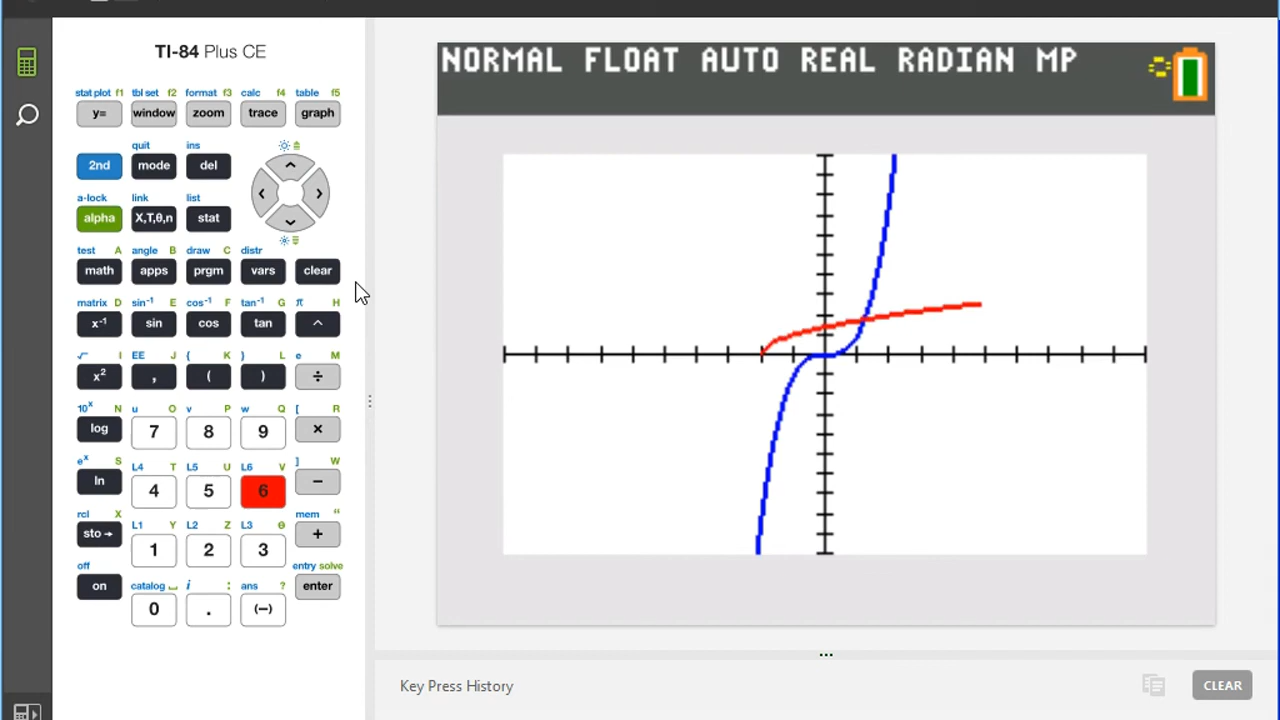 TI-84 Plus CE
NORMAL FLOAT AUTO REAL RADIAN MP
stat plot f1 tbl set f2 format f3 calc f4 table f5
y= window zoom trace graph
quit ins
2nd mode del
a-lock link list
alpha X,T,θ,n stat
test A angle B draw C distr
math apps prgm vars clear
matrix D sin⁻¹ E cos⁻¹ F tan⁻¹ G π H
x⁻¹ sin cos tan ^
√ I EE J { K } L e M
x² , ( ) ÷
10ˣ N u O v P w Q [ R
log 7 8 9 ×
eˣ S L4 T L5 U L6 V ] W
ln 4 5 6 −
rcl X L1 Y L2 Z L3 θ mem “
sto → 1 2 3 +
off catalog ␣ i : ans ? entry solve
on 0 . (−) enter
Key Press History
CLEAR